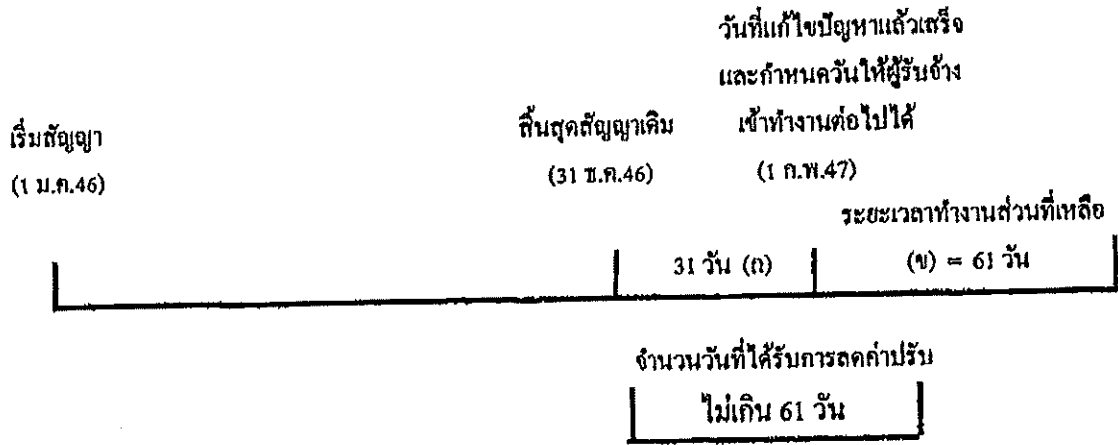 วันที่แก้ไขปัญหาแล้วเสร็จ
และกำหนดวันให้ผู้รับจ้าง
เริ่มสัญญา สิ้นสุดสัญญาเดิม เข้าทำงานต่อไปได้
(1 ม.ค.46) (31 ธ.ค.46) (1 ก.พ.47)
ระยะเวลาทำงานส่วนที่เหลือ
31 วัน (ก) (ข) = 61 วัน
จำนวนวันที่ได้รับการลดค่าปรับ
ไม่เกิน 61 วัน